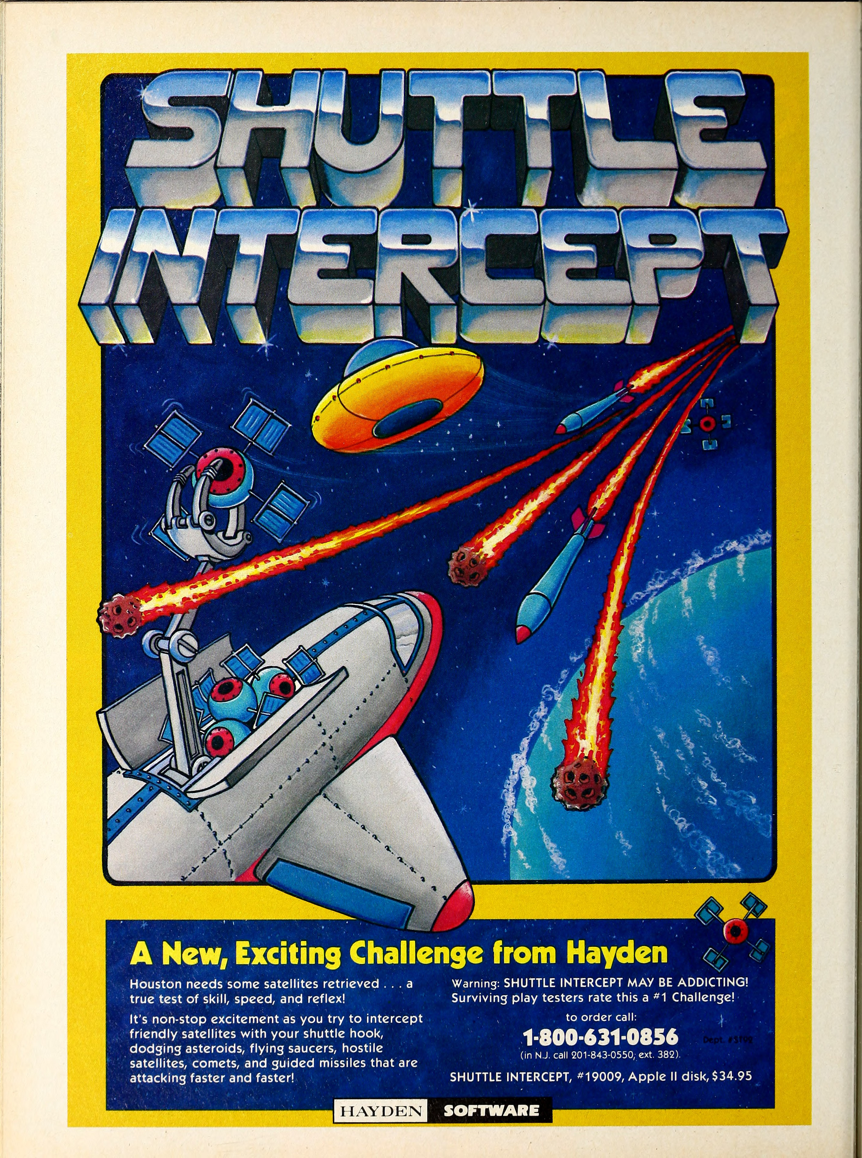 SHUTTLE
INTERCEPT
A New, Exciting Challenge from Hayden
Houston needs some satellites retrieved . . . a
true test of skill, speed, and reflex!
It's non-stop excitement as you try to intercept
friendly satellites with your shuttle hook,
dodging asteroids, flying saucers, hostile
satellites, comets, and guided missiles that are
attacking faster and faster!
Warning: SHUTTLE INTERCEPT MAY BE ADDICTING!
Surviving play testers rate this a #1 Challenge!
to order call:
1-800-631-0856
Dept.
(in N.J. call 201-843-0550, ext. 382).
SHUTTLE INTERCEPT, #19009, Apple II disk, $34.95
HAYDEN SOFTWARE